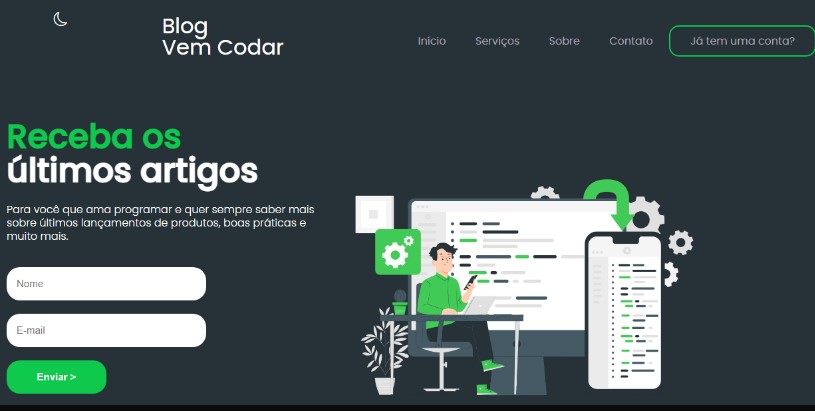 Blog
Vem Codar
Início
Serviços
Sobre
Contato
Já tem uma conta?
Receba os
últimos artigos
Para você que ama programar e quer sempre saber mais
sobre últimos lançamentos de produtos, boas práticas e
muito mais.
Nome
E-mail
Enviar >